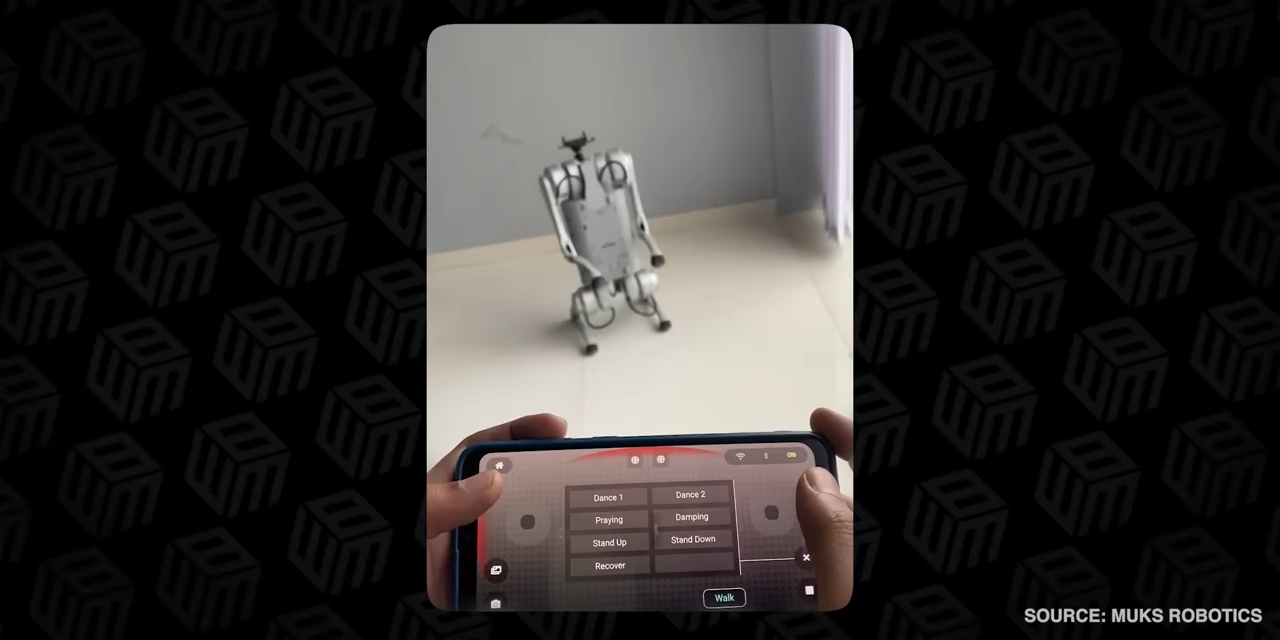 Dance 1
Dance 2
Praying
Damping
Stand Up
Stand Down
Recover
Walk
SOURCE: MUKS ROBOTICS